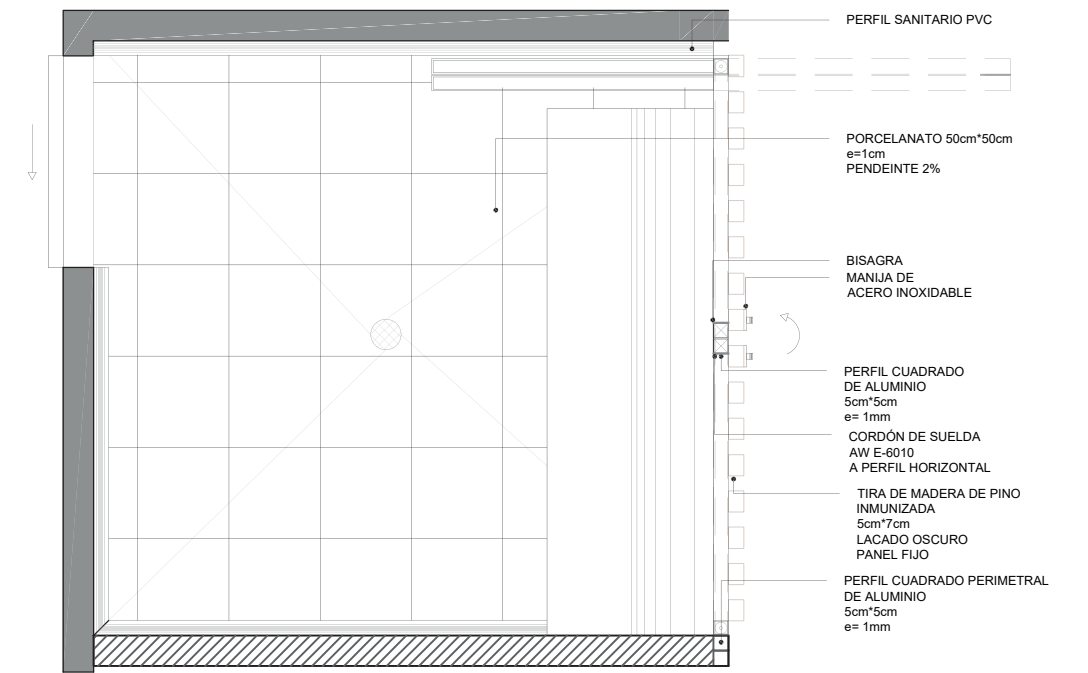 PERFIL SANITARIO PVC
PORCELANATO 50cm*50cm
e=1cm
PENDEINTE 2%
BISAGRA
MANIJA DE
ACERO INOXIDABLE
PERFIL CUADRADO
DE ALUMINIO
5cm*5cm
e= 1mm
CORDÓN DE SUELDA
AW E-6010
A PERFIL HORIZONTAL
TIRA DE MADERA DE PINO
INMUNIZADA
5cm*7cm
LACADO OSCURO
PANEL FIJO
PERFIL CUADRADO PERIMETRAL
DE ALUMINIO
5cm*5cm
e= 1mm